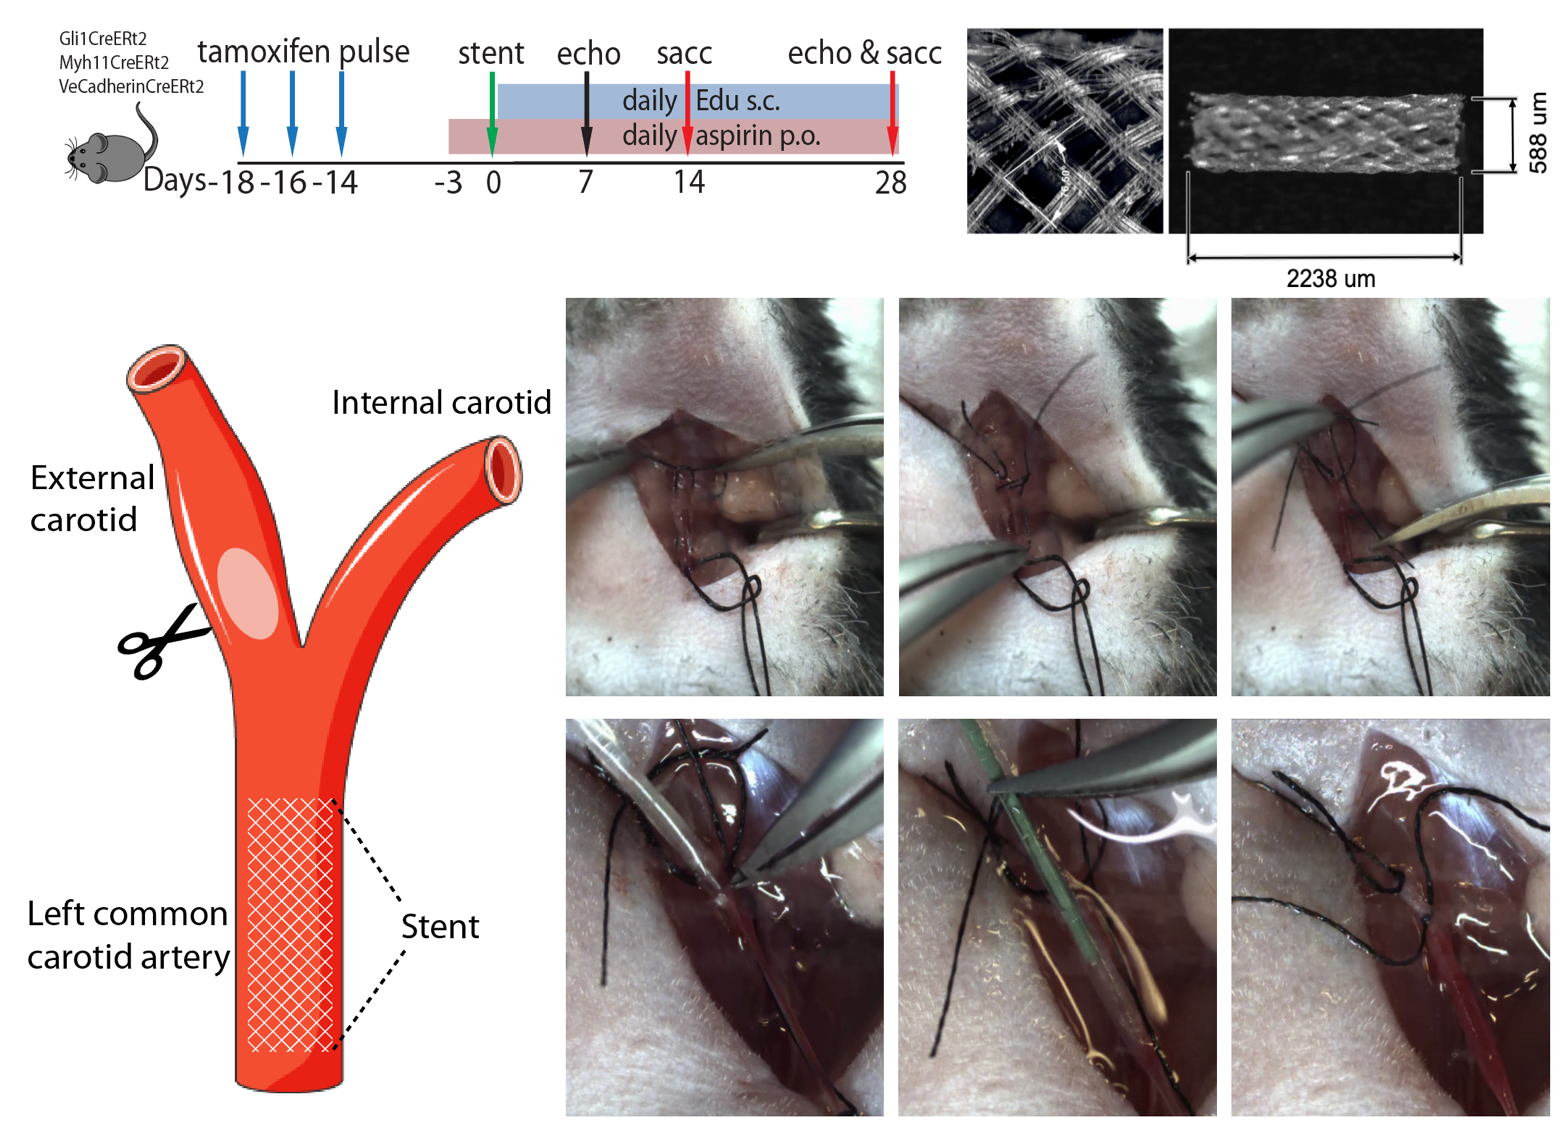 Gli1CreERt2
Myh11CreERt2
VeCadherinCreERt2
tamoxifen pulse
stent
echo
sacc
echo & sacc
daily Edu s.c.
daily aspirin p.o.
Days -18 -16 -14 -3 0 7 14 28
588 um
2238 um
Internal carotid
External
carotid
Left common
carotid artery
Stent